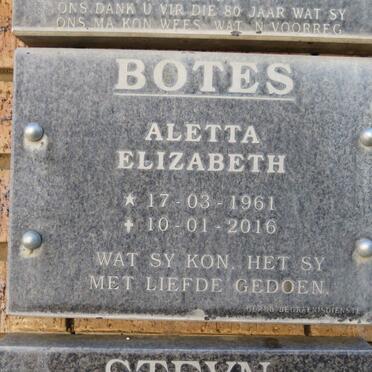 ONS DANK U VIR DIE 80 JAAR WAT SY
ONS MA KON WEES. WAT 'N VOORREG
BOTES
ALETTA
ELIZABETH
★ 17-03-1961
✝ 10-01-2016
WAT SY KON, HET SY
MET LIEFDE GEDOEN.
BEGRAFNISDIENSTE
STEYN